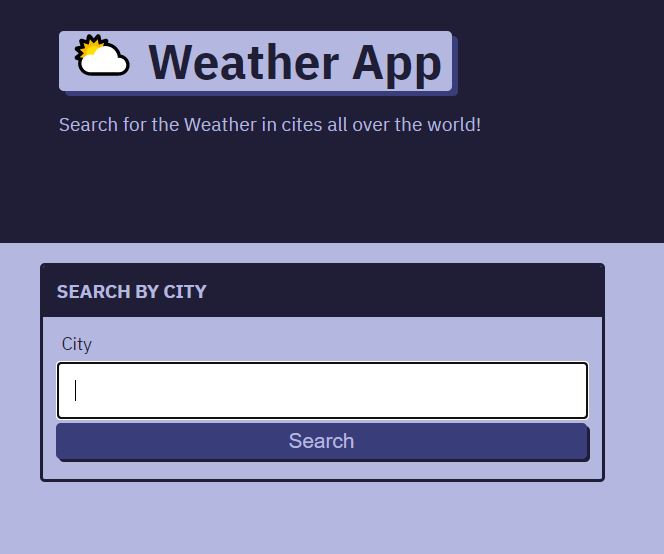 Weather App
Search for the Weather in cites all over the world!
SEARCH BY CITY
City
Search